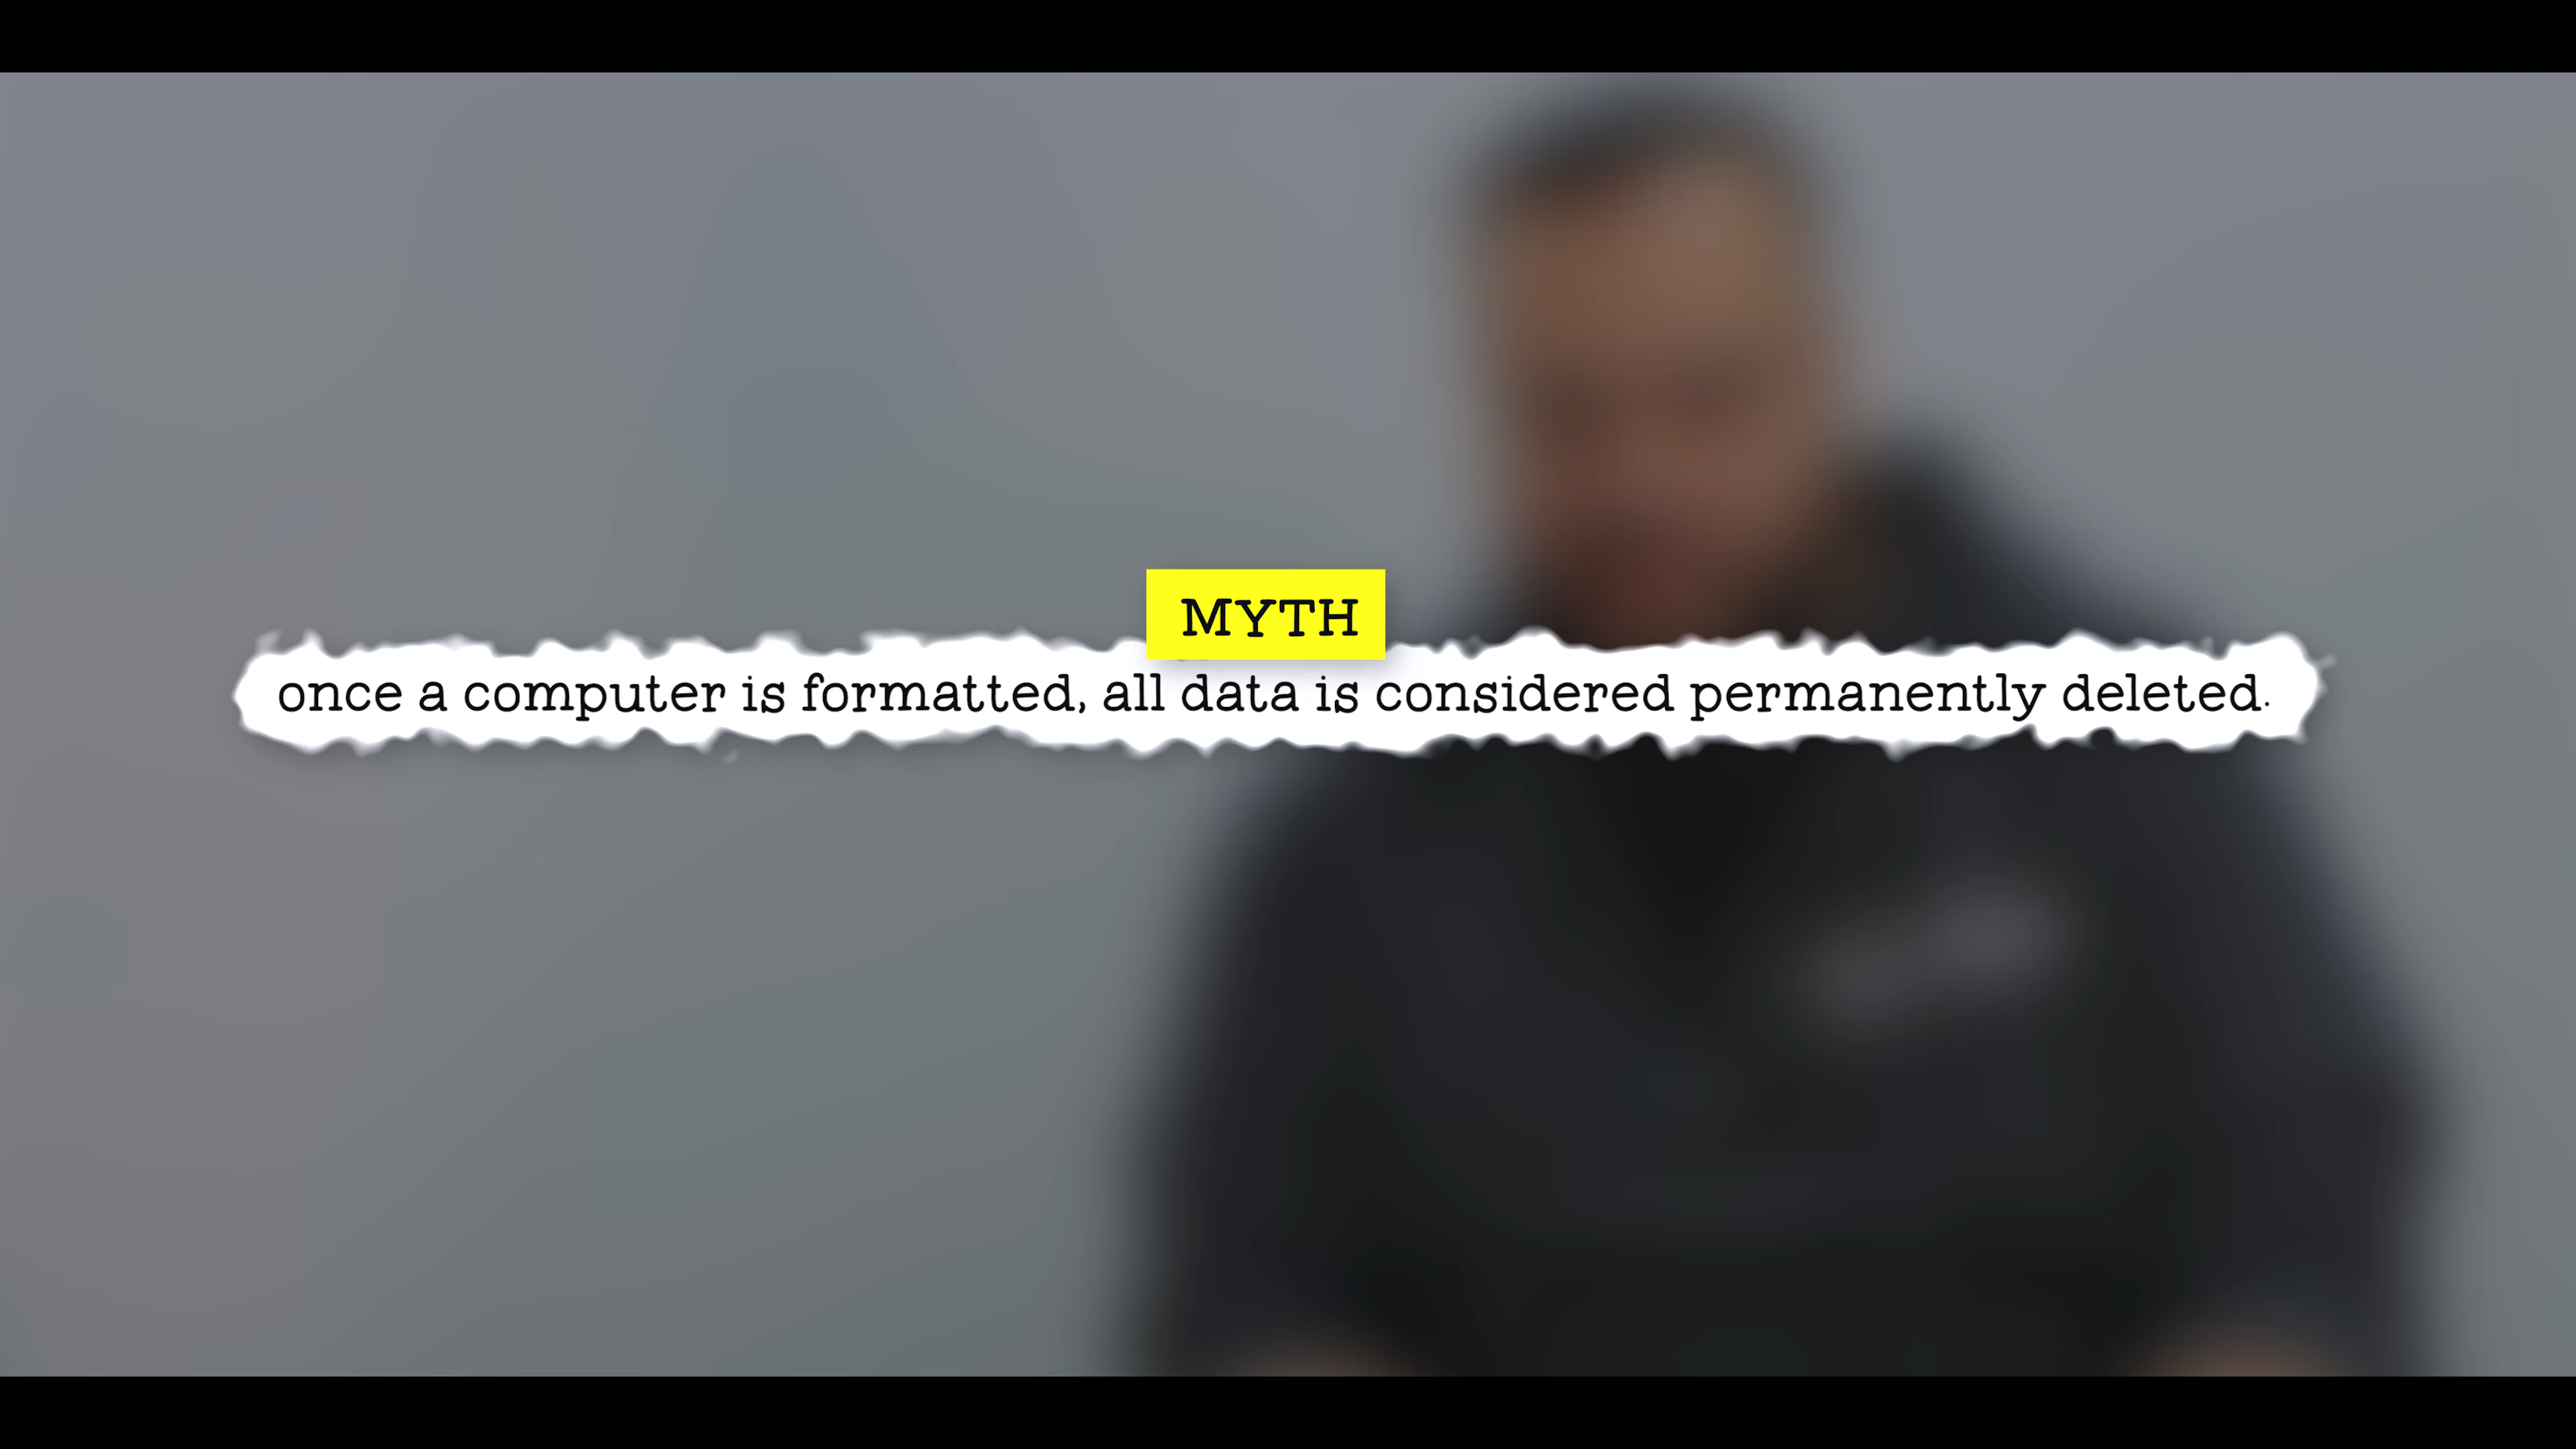 MYTH
once a computer is formatted, all data is considered permanently deleted.